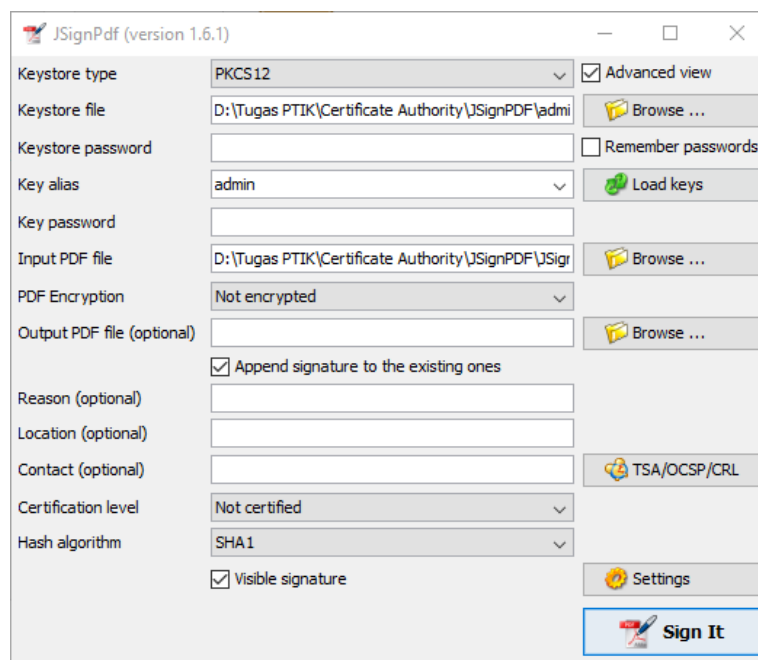 JSignPdf (version 1.6.1)
Keystore type PKCS12 Advanced view
Keystore file D:\Tugas PTIK\Certificate Authority\JSignPDF\admi Browse ...
Keystore password Remember passwords
Key alias admin Load keys
Key password
Input PDF file D:\Tugas PTIK\Certificate Authority\JSignPDF\JSigr Browse ...
PDF Encryption Not encrypted
Output PDF file (optional) Browse ...
Append signature to the existing ones
Reason (optional)
Location (optional)
Contact (optional) TSA/OCSP/CRL
Certification level Not certified
Hash algorithm SHA1
Visible signature Settings
Sign It